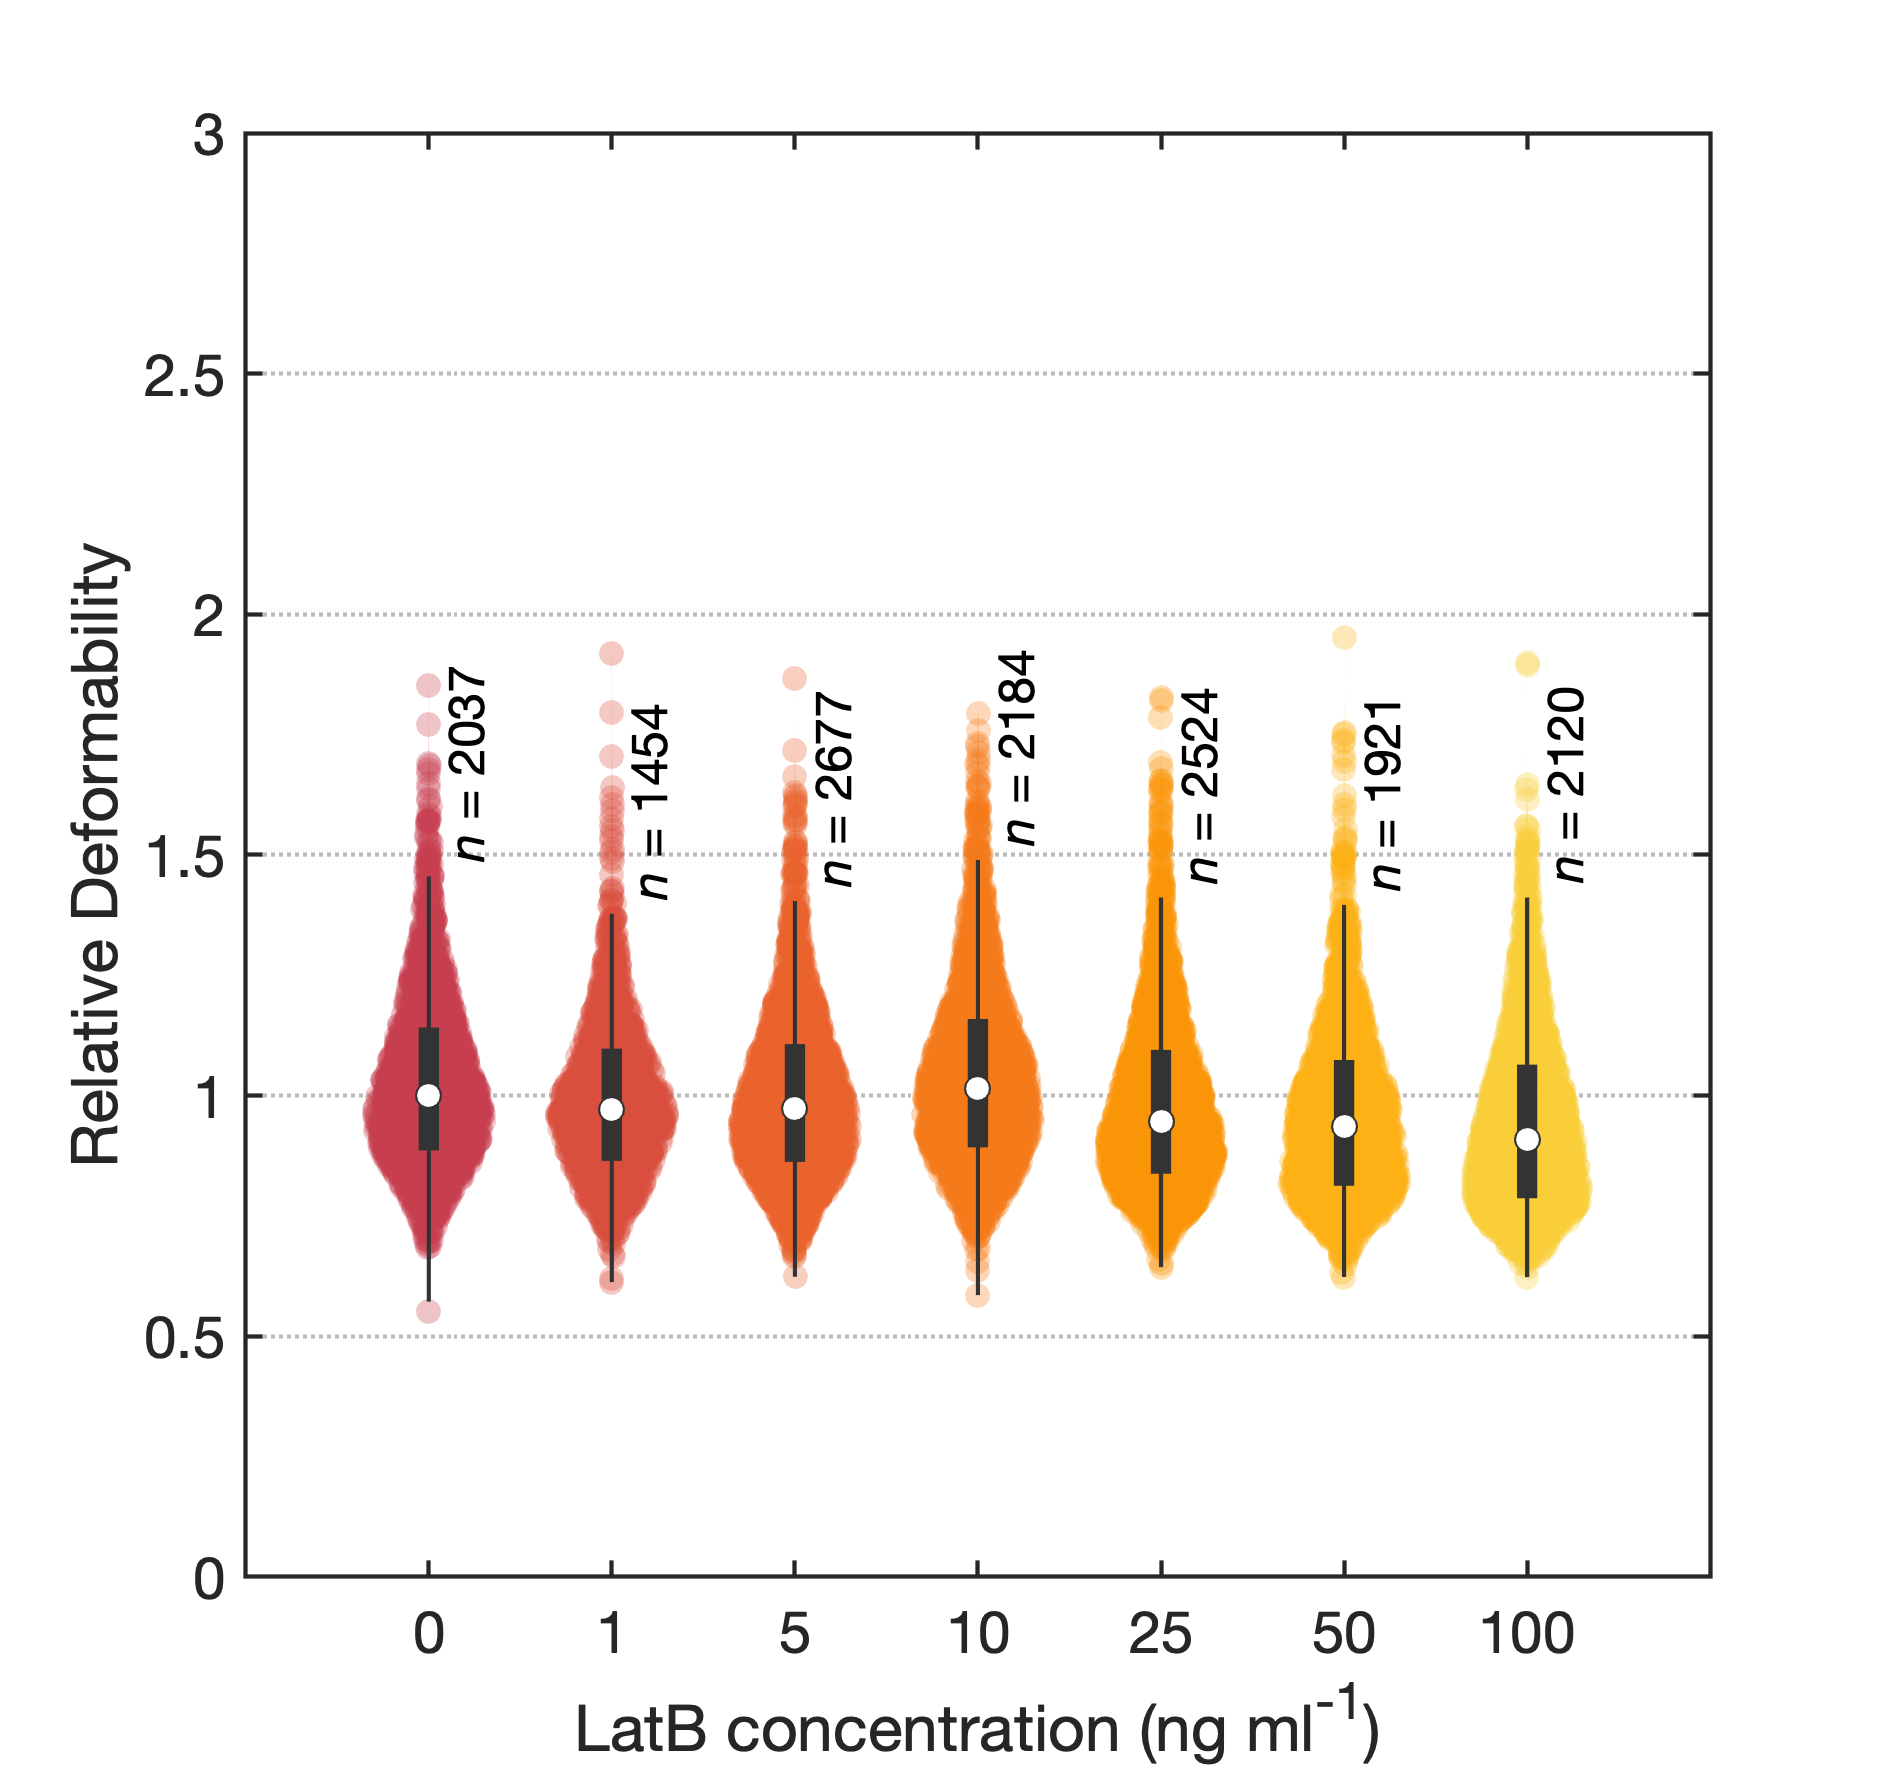 3
2.5
2
1.5
1
0.5
0
Relative Deformability
n = 2037
n = 1454
n = 2677
n = 2184
n = 2524
n = 1921
n = 2120
0 1 5 10 25 50 100
LatB concentration (ng ml⁻¹)